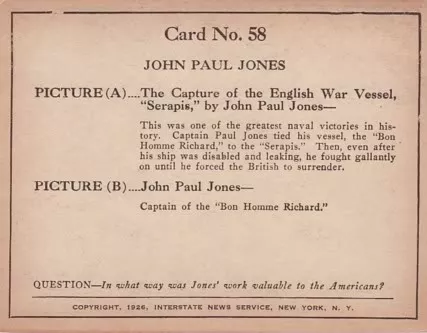 Card No. 58
JOHN PAUL JONES
PICTURE (A)....The Capture of the English War Vessel,
"Serapis," by John Paul Jones—
This was one of the greatest naval victories in his-
tory. Captain Paul Jones tied his vessel, the "Bon
Homme Richard," to the "Serapis." Then, even after
his ship was disabled and leaking, he fought gallantly
on until he forced the British to surrender.
PICTURE (B)....John Paul Jones—
Captain of the "Bon Homme Richard."
QUESTION—In what way was Jones' work valuable to the Americans?
COPYRIGHT, 1926, INTERSTATE NEWS SERVICE, NEW YORK, N. Y.